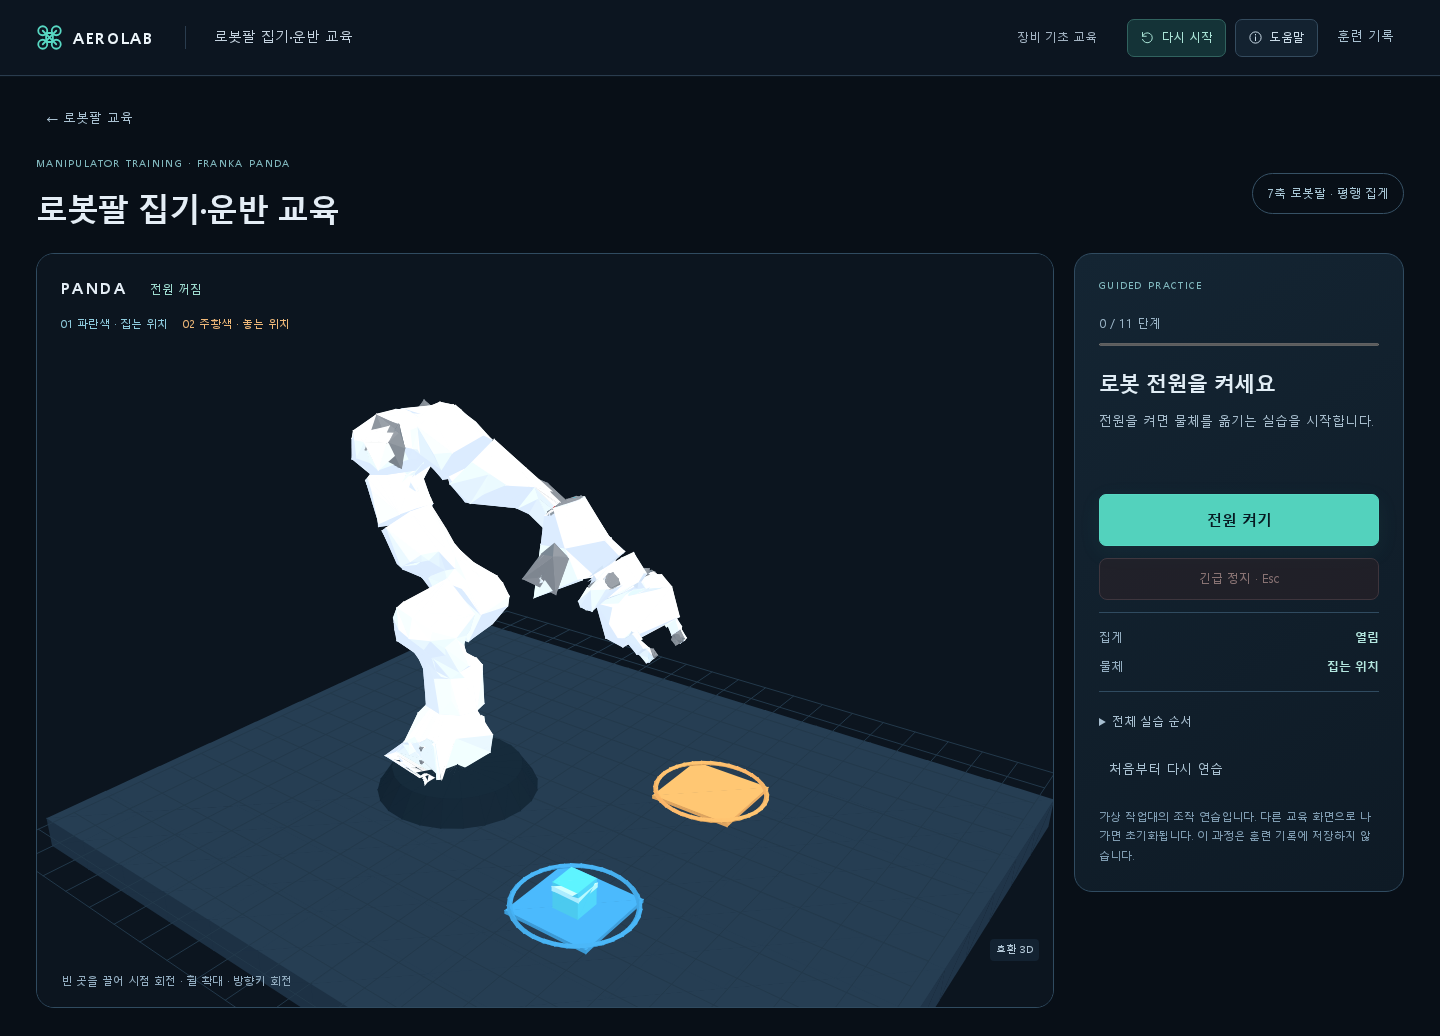 AEROLAB
로봇팔 집기·운반 교육
장비 기초 교육
다시 시작
도움말
훈련 기록
← 로봇팔 교육
MANIPULATOR TRAINING · FRANKA PANDA
로봇팔 집기·운반 교육
7축 로봇팔 · 평행 집게
PANDA 전원 꺼짐
01 파란색 · 집는 위치 02 주황색 · 놓는 위치
호환 3D
빈 곳을 끌어 시점 회전 · 휠 확대 · 방향키 회전
GUIDED PRACTICE
0 / 11 단계
로봇 전원을 켜세요
전원을 켜면 물체를 옮기는 실습을 시작합니다.
전원 켜기
긴급 정지 · Esc
집게 열림
물체 집는 위치
▶ 전체 실습 순서
처음부터 다시 연습
가상 작업대의 조작 연습입니다. 다른 교육 화면으로 나
가면 초기화됩니다. 이 과정은 훈련 기록에 저장하지 않
습니다.